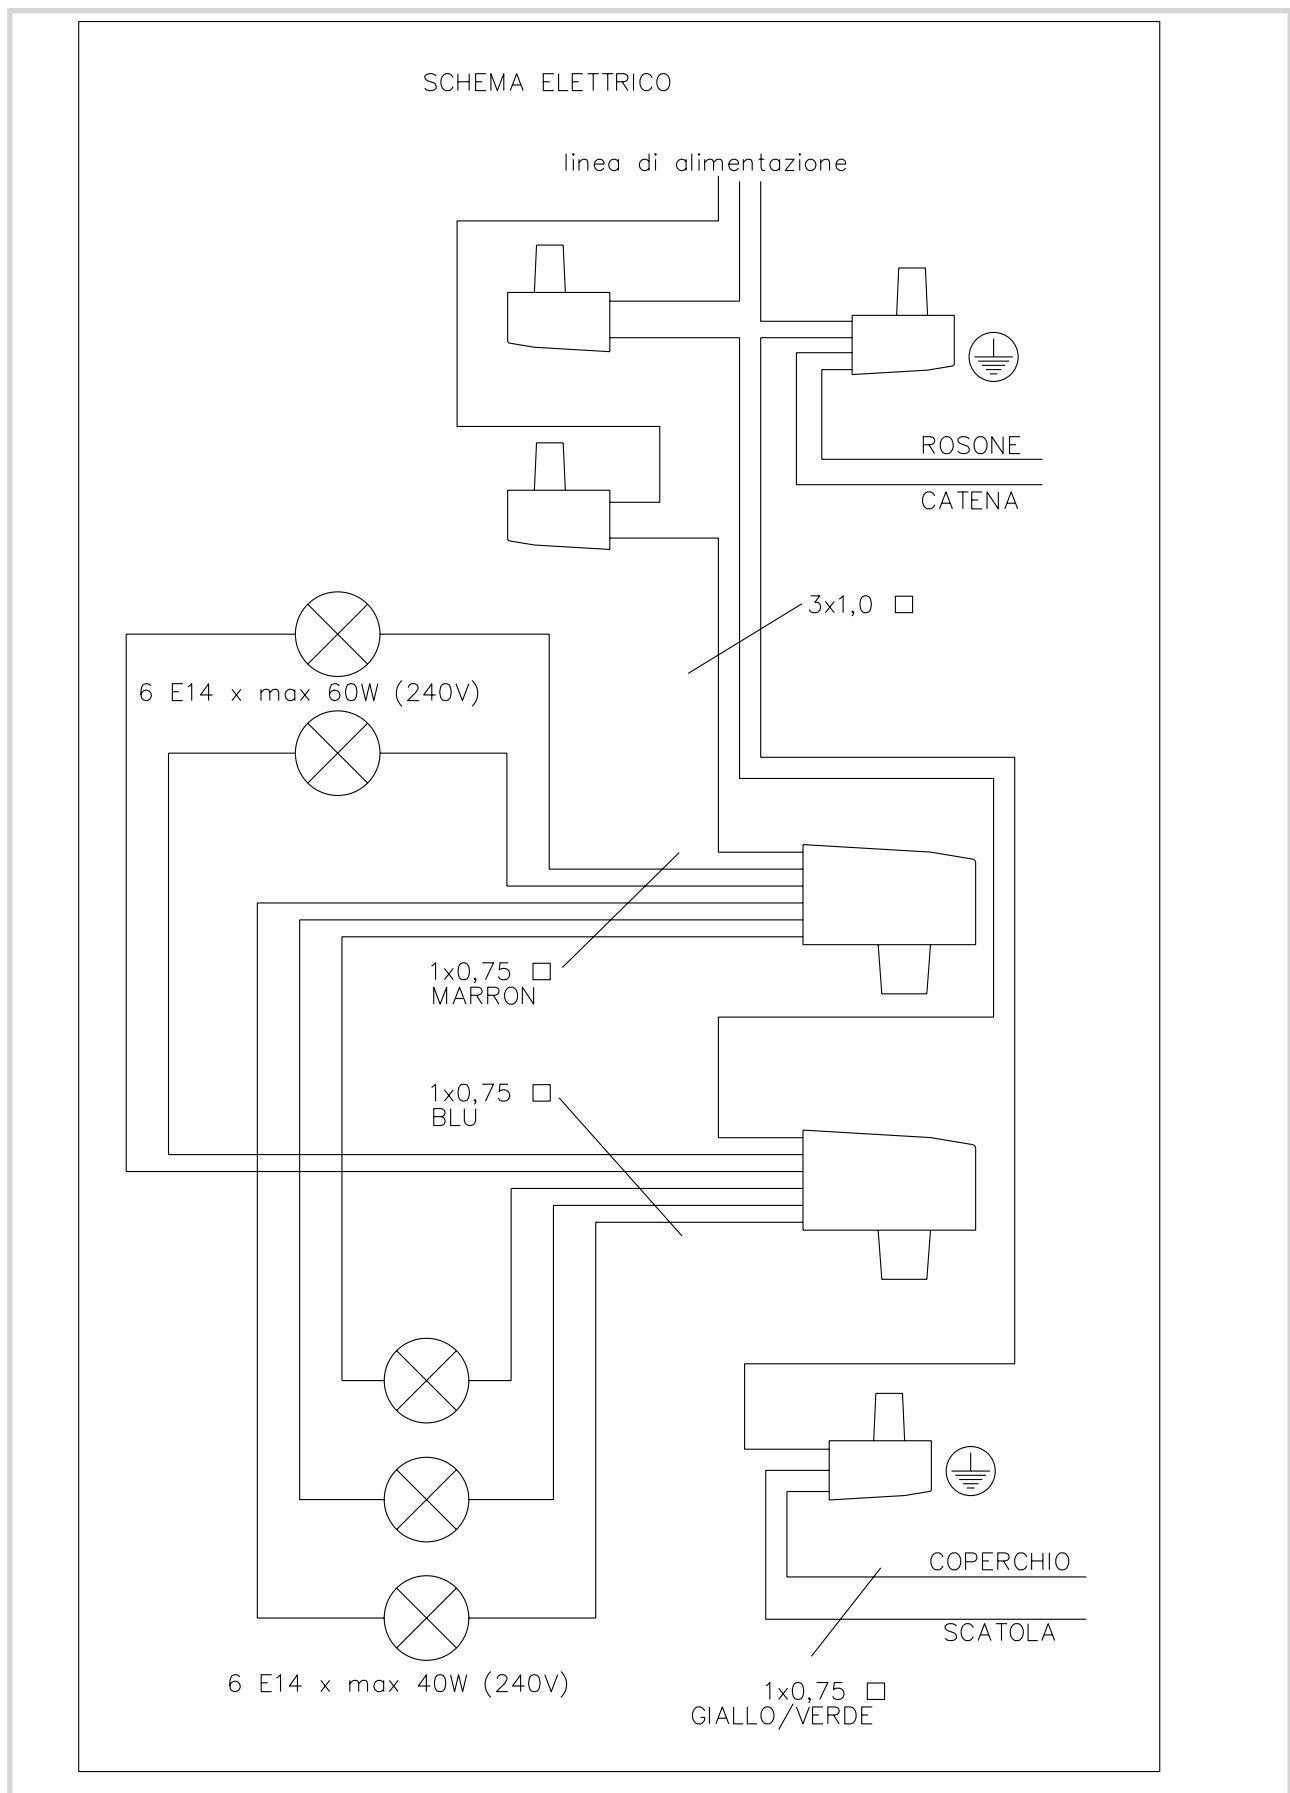 SCHEMA ELETTRICO
linea di alimentazione
ROSONE
CATENA
3x1,0 □
6 E14 x max 60W (240V)
1x0,75 □
MARRON
1x0,75 □
BLU
COPERCHIO
SCATOLA
6 E14 x max 40W (240V)
1x0,75 □
GIALLO/VERDE